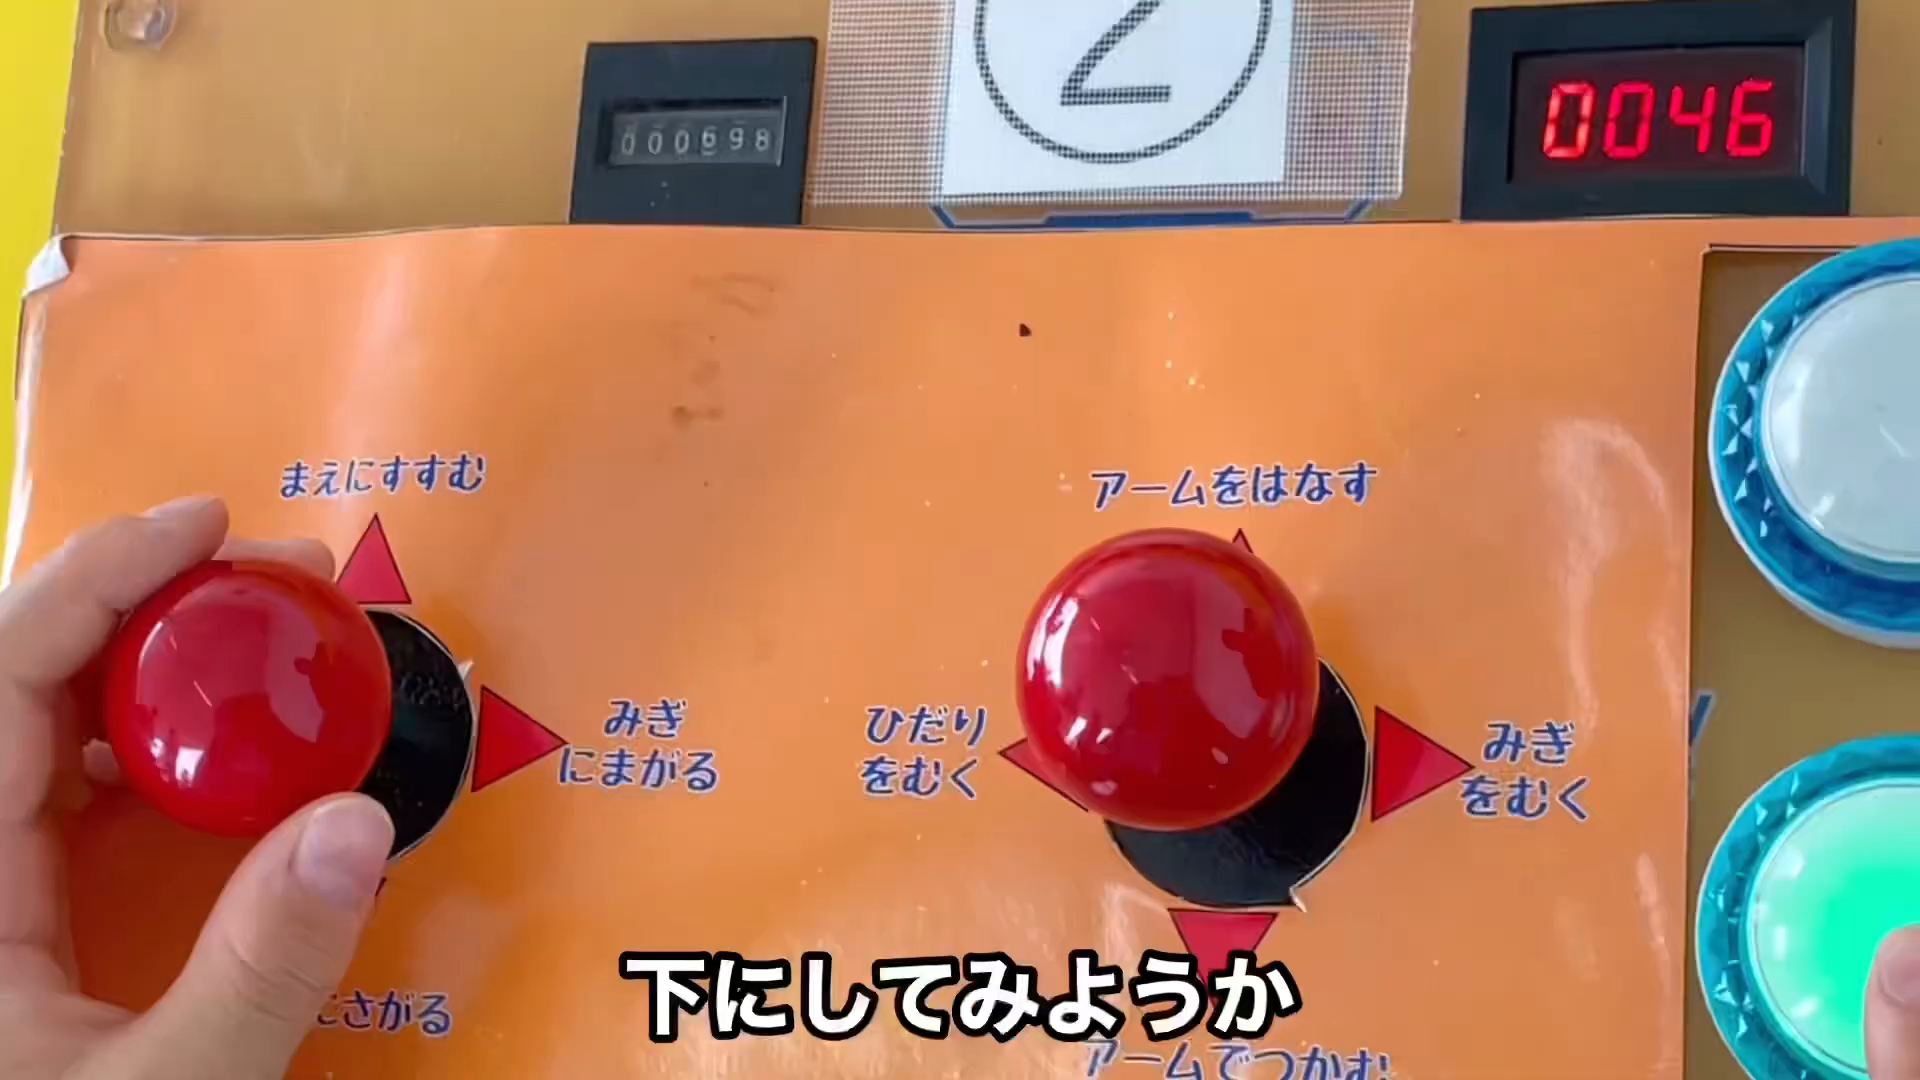 000698
2
0046
まえにすすむ
アームをはなす
みぎ
にまがる
ひだり
をむく
みぎ
をむく
にさがる
下にしてみようか
アームでつかむ